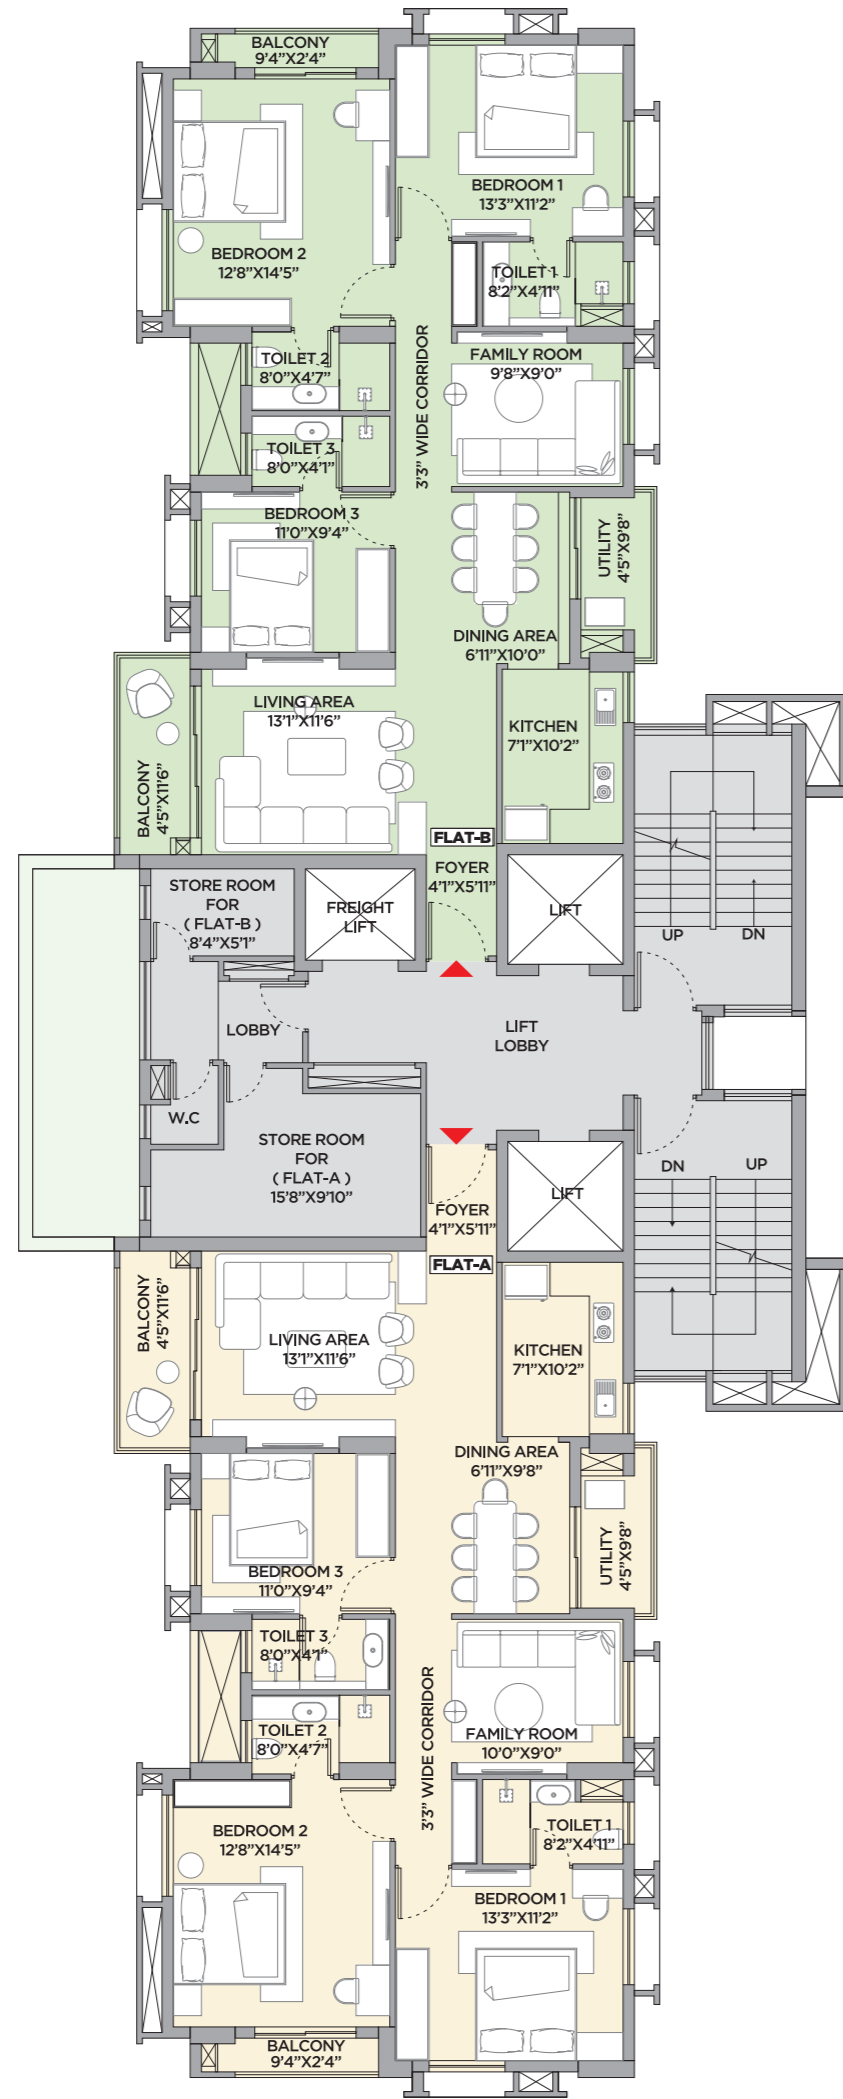 BALCONY
9'4"X2'4"
BEDROOM 1
13'3"X11'2"
BEDROOM 2
12'8"X14'5"
TOILET 1
8'2"X4'11"
3'3" WIDE CORRIDOR
FAMILY ROOM
9'8"X9'0"
TOILET 2
8'0"X4'7"
TOILET 3
8'0"X4'1"
BEDROOM 3
11'0"X9'4"
UTILITY
4'5"X9'8"
DINING AREA
6'11"X10'0"
LIVING AREA
13'1"X11'6"
KITCHEN
7'1"X10'2"
BALCONY
4'5"X11'6"
FLAT-B
FOYER
4'1"X5'11"
STORE ROOM
FOR
( FLAT-B )
8'4"X5'1"
FREIGHT
LIFT
LIFT
UP
DN
LOBBY
LIFT
LOBBY
W.C
STORE ROOM
FOR
( FLAT-A )
15'8"X9'10"
DN
UP
LIFT
FOYER
4'1"X5'11"
FLAT-A
BALCONY
4'5"X11'6"
LIVING AREA
13'1"X11'6"
KITCHEN
7'1"X10'2"
DINING AREA
6'11"X9'8"
UTILITY
4'5"X9'8"
BEDROOM 3
11'0"X9'4"
TOILET 3
8'0"X4'1"
3'3" WIDE CORRIDOR
TOILET 2
8'0"X4'7"
FAMILY ROOM
10'0"X9'0"
BEDROOM 2
12'8"X14'5"
TOILET 1
8'2"X4'11"
BEDROOM 1
13'3"X11'2"
BALCONY
9'4"X2'4"